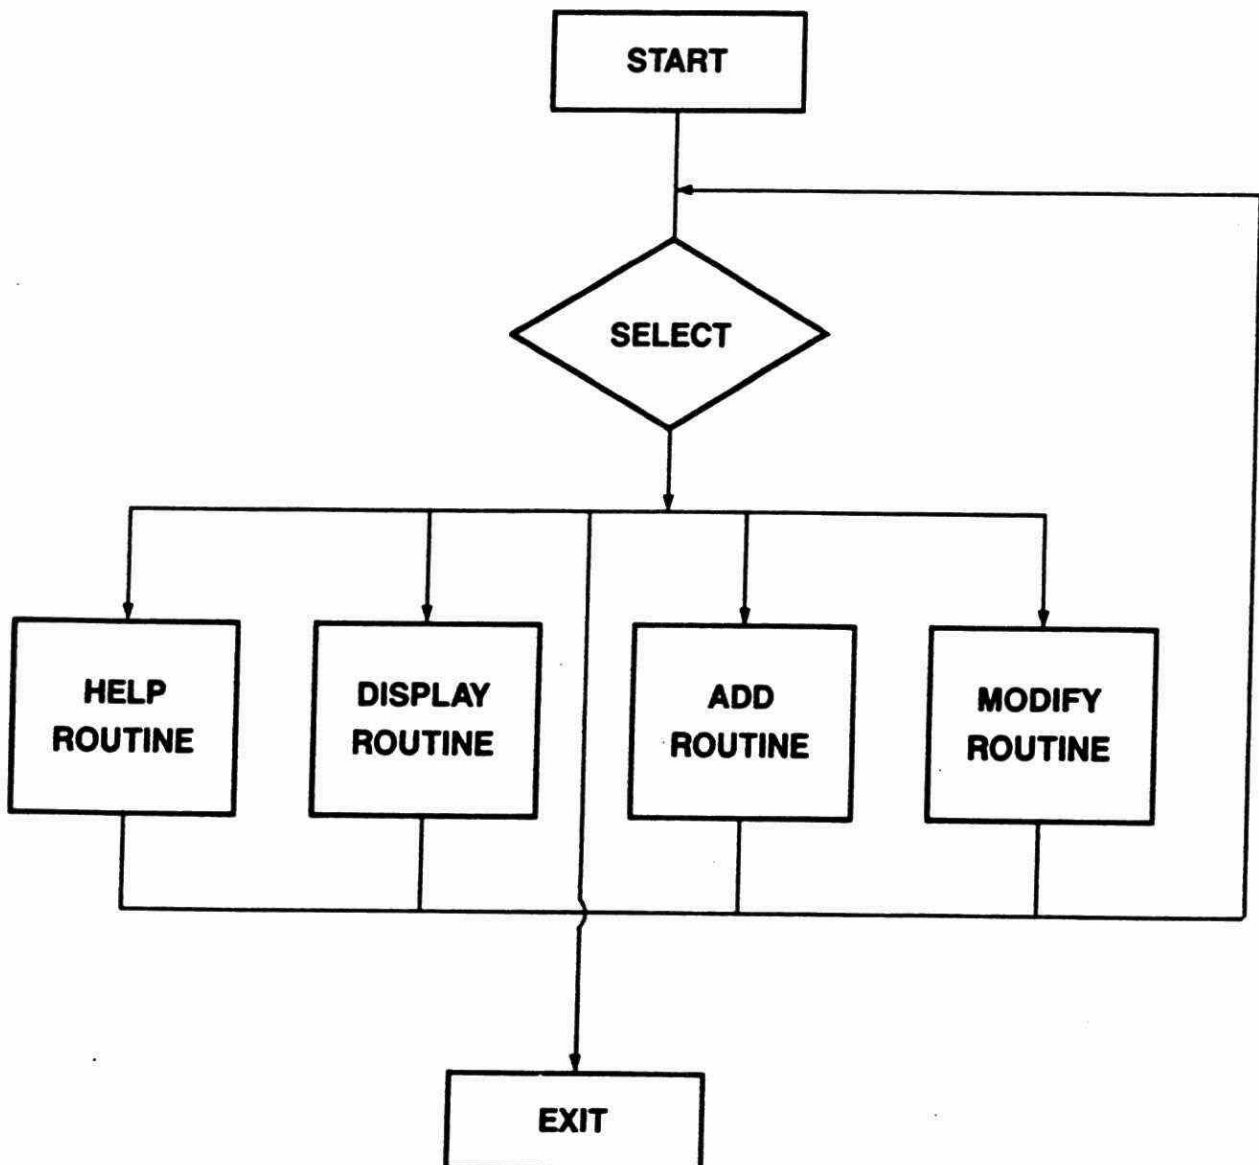 START
SELECT
HELP
ROUTINE
DISPLAY
ROUTINE
ADD
ROUTINE
MODIFY
ROUTINE
EXIT